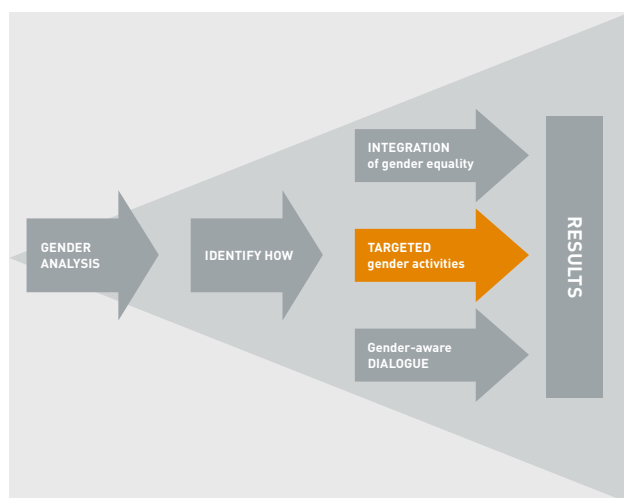 GENDER
ANALYSIS
IDENTIFY HOW
INTEGRATION
of gender equality
TARGETED
gender activities
Gender-aware
DIALOGUE
RESULTS